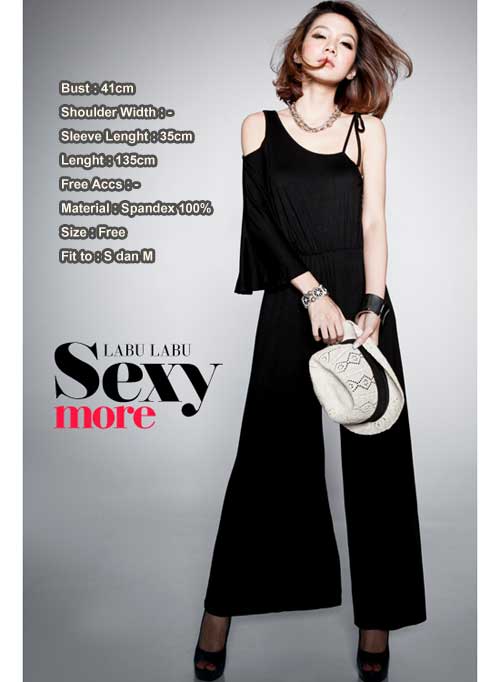 Bust : 41cm
Shoulder Width : -
Sleeve Lenght : 35cm
Lenght : 135cm
Free Accs : -
Material : Spandex 100%
Size : Free
Fit to : S dan M
LABU LABU
Sexy
more